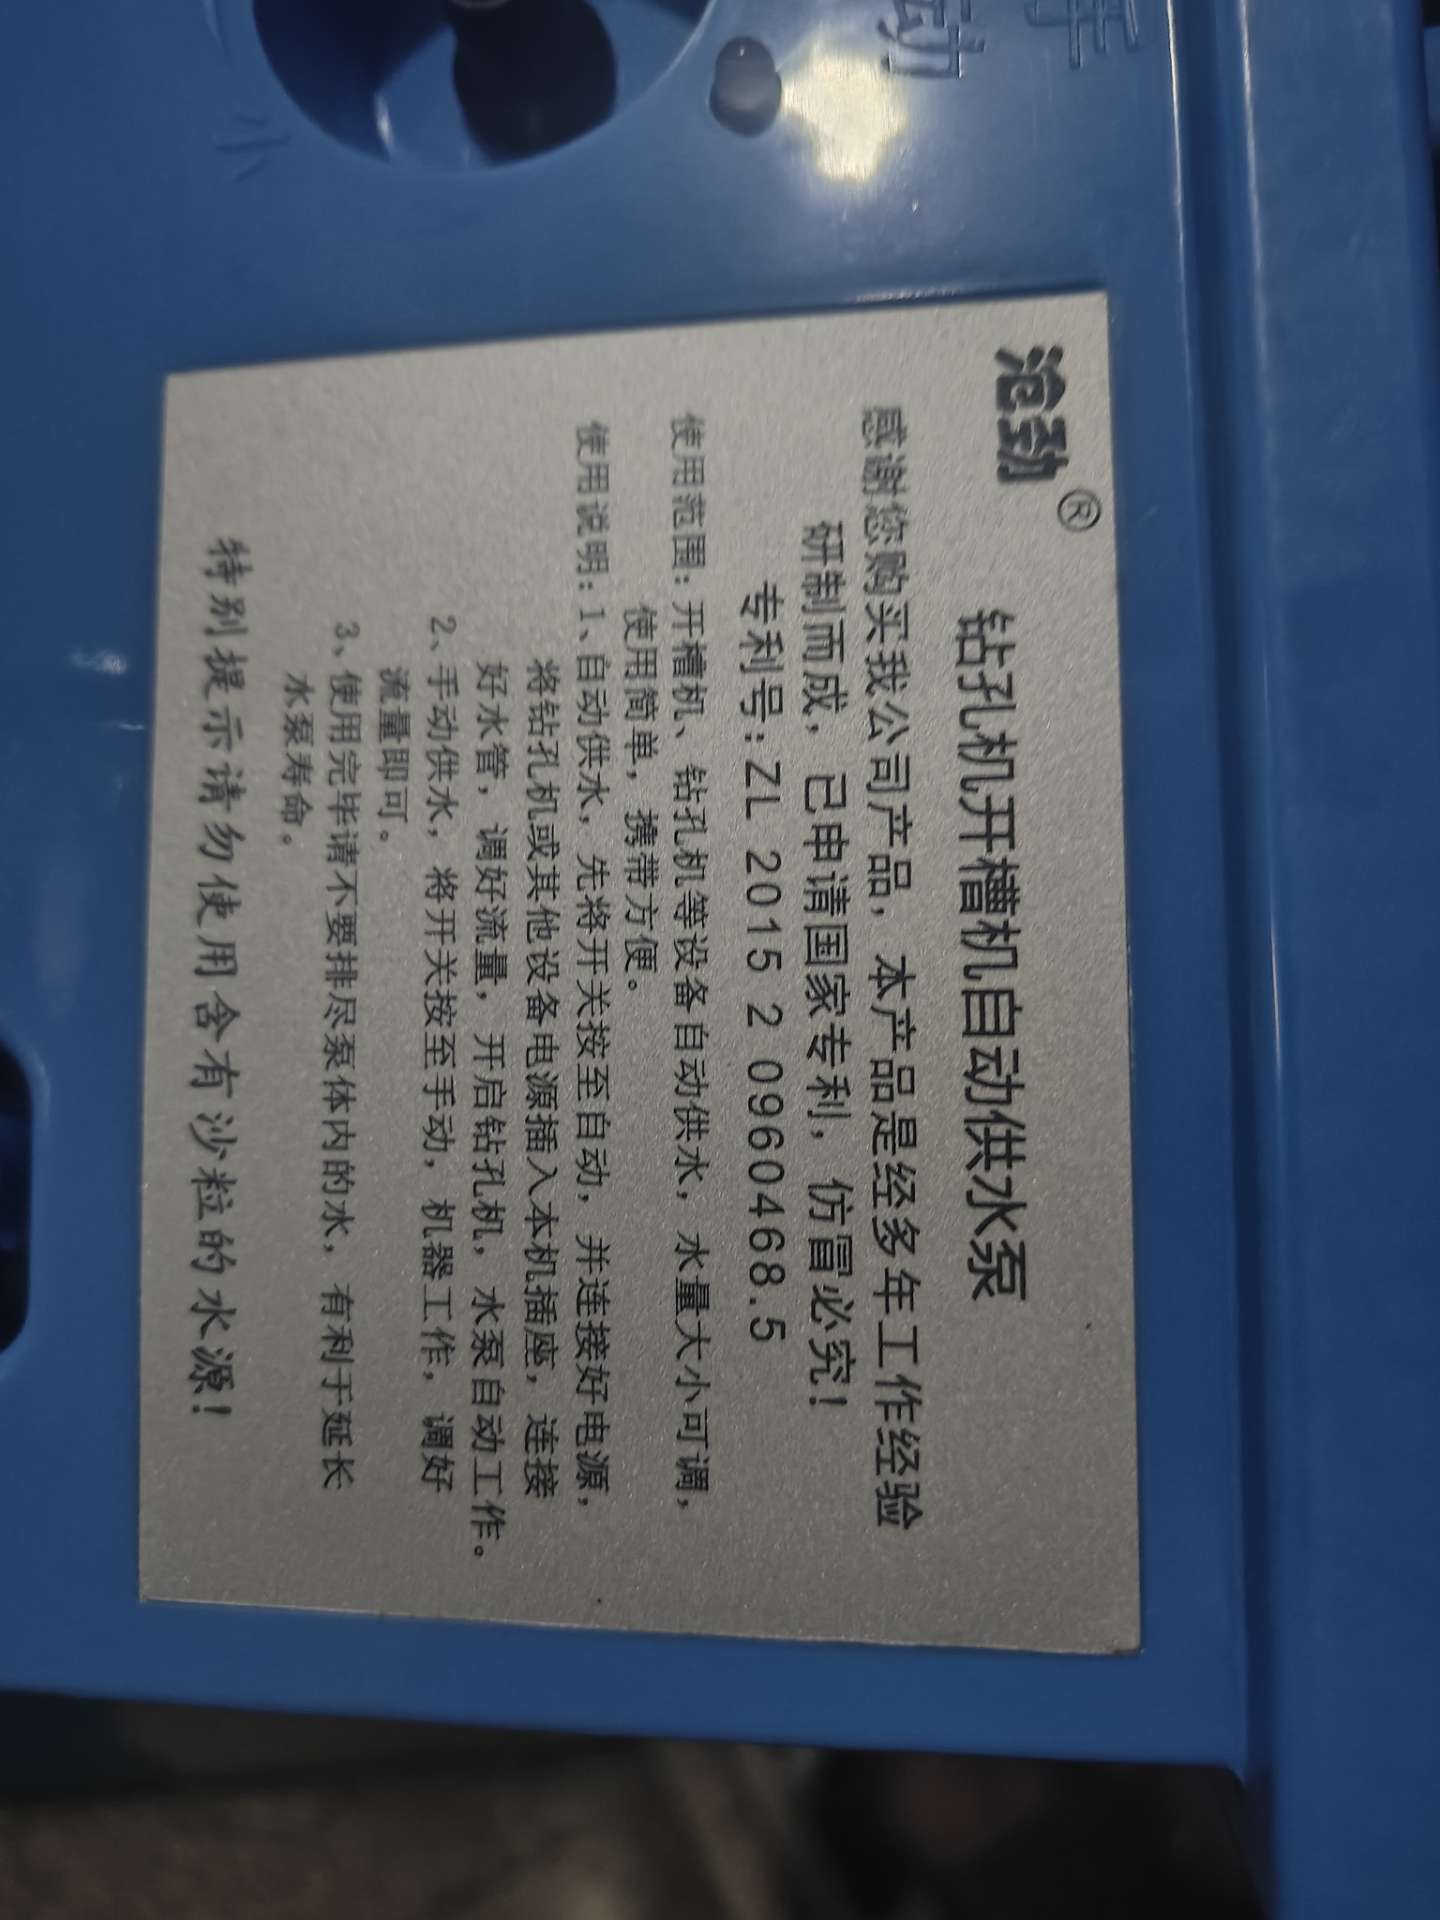 手
动
小
沧劲®
钻孔机开槽机自动供水泵
感谢您购买我公司产品，本产品是经多年工作经验
研制而成，已申请国家专利，仿冒必究！
专利号：ZL 2015 2 0960468.5
使用范围：开槽机、钻孔机等设备自动供水，水量大小可调，
使用简单，携带方便。
使用说明：1、自动供水，先将开关按至自动，并连接好电源，
将钻孔机或其他设备电源插入本机插座，连接
好水管，调好流量，开启钻孔机，水泵自动工作。
2、手动供水，将开关按至手动，机器工作，调好
流量即可。
3、使用完毕请不要排尽泵体内的水，有利于延长
水泵寿命。
特别提示请勿使用含有沙粒的水源！